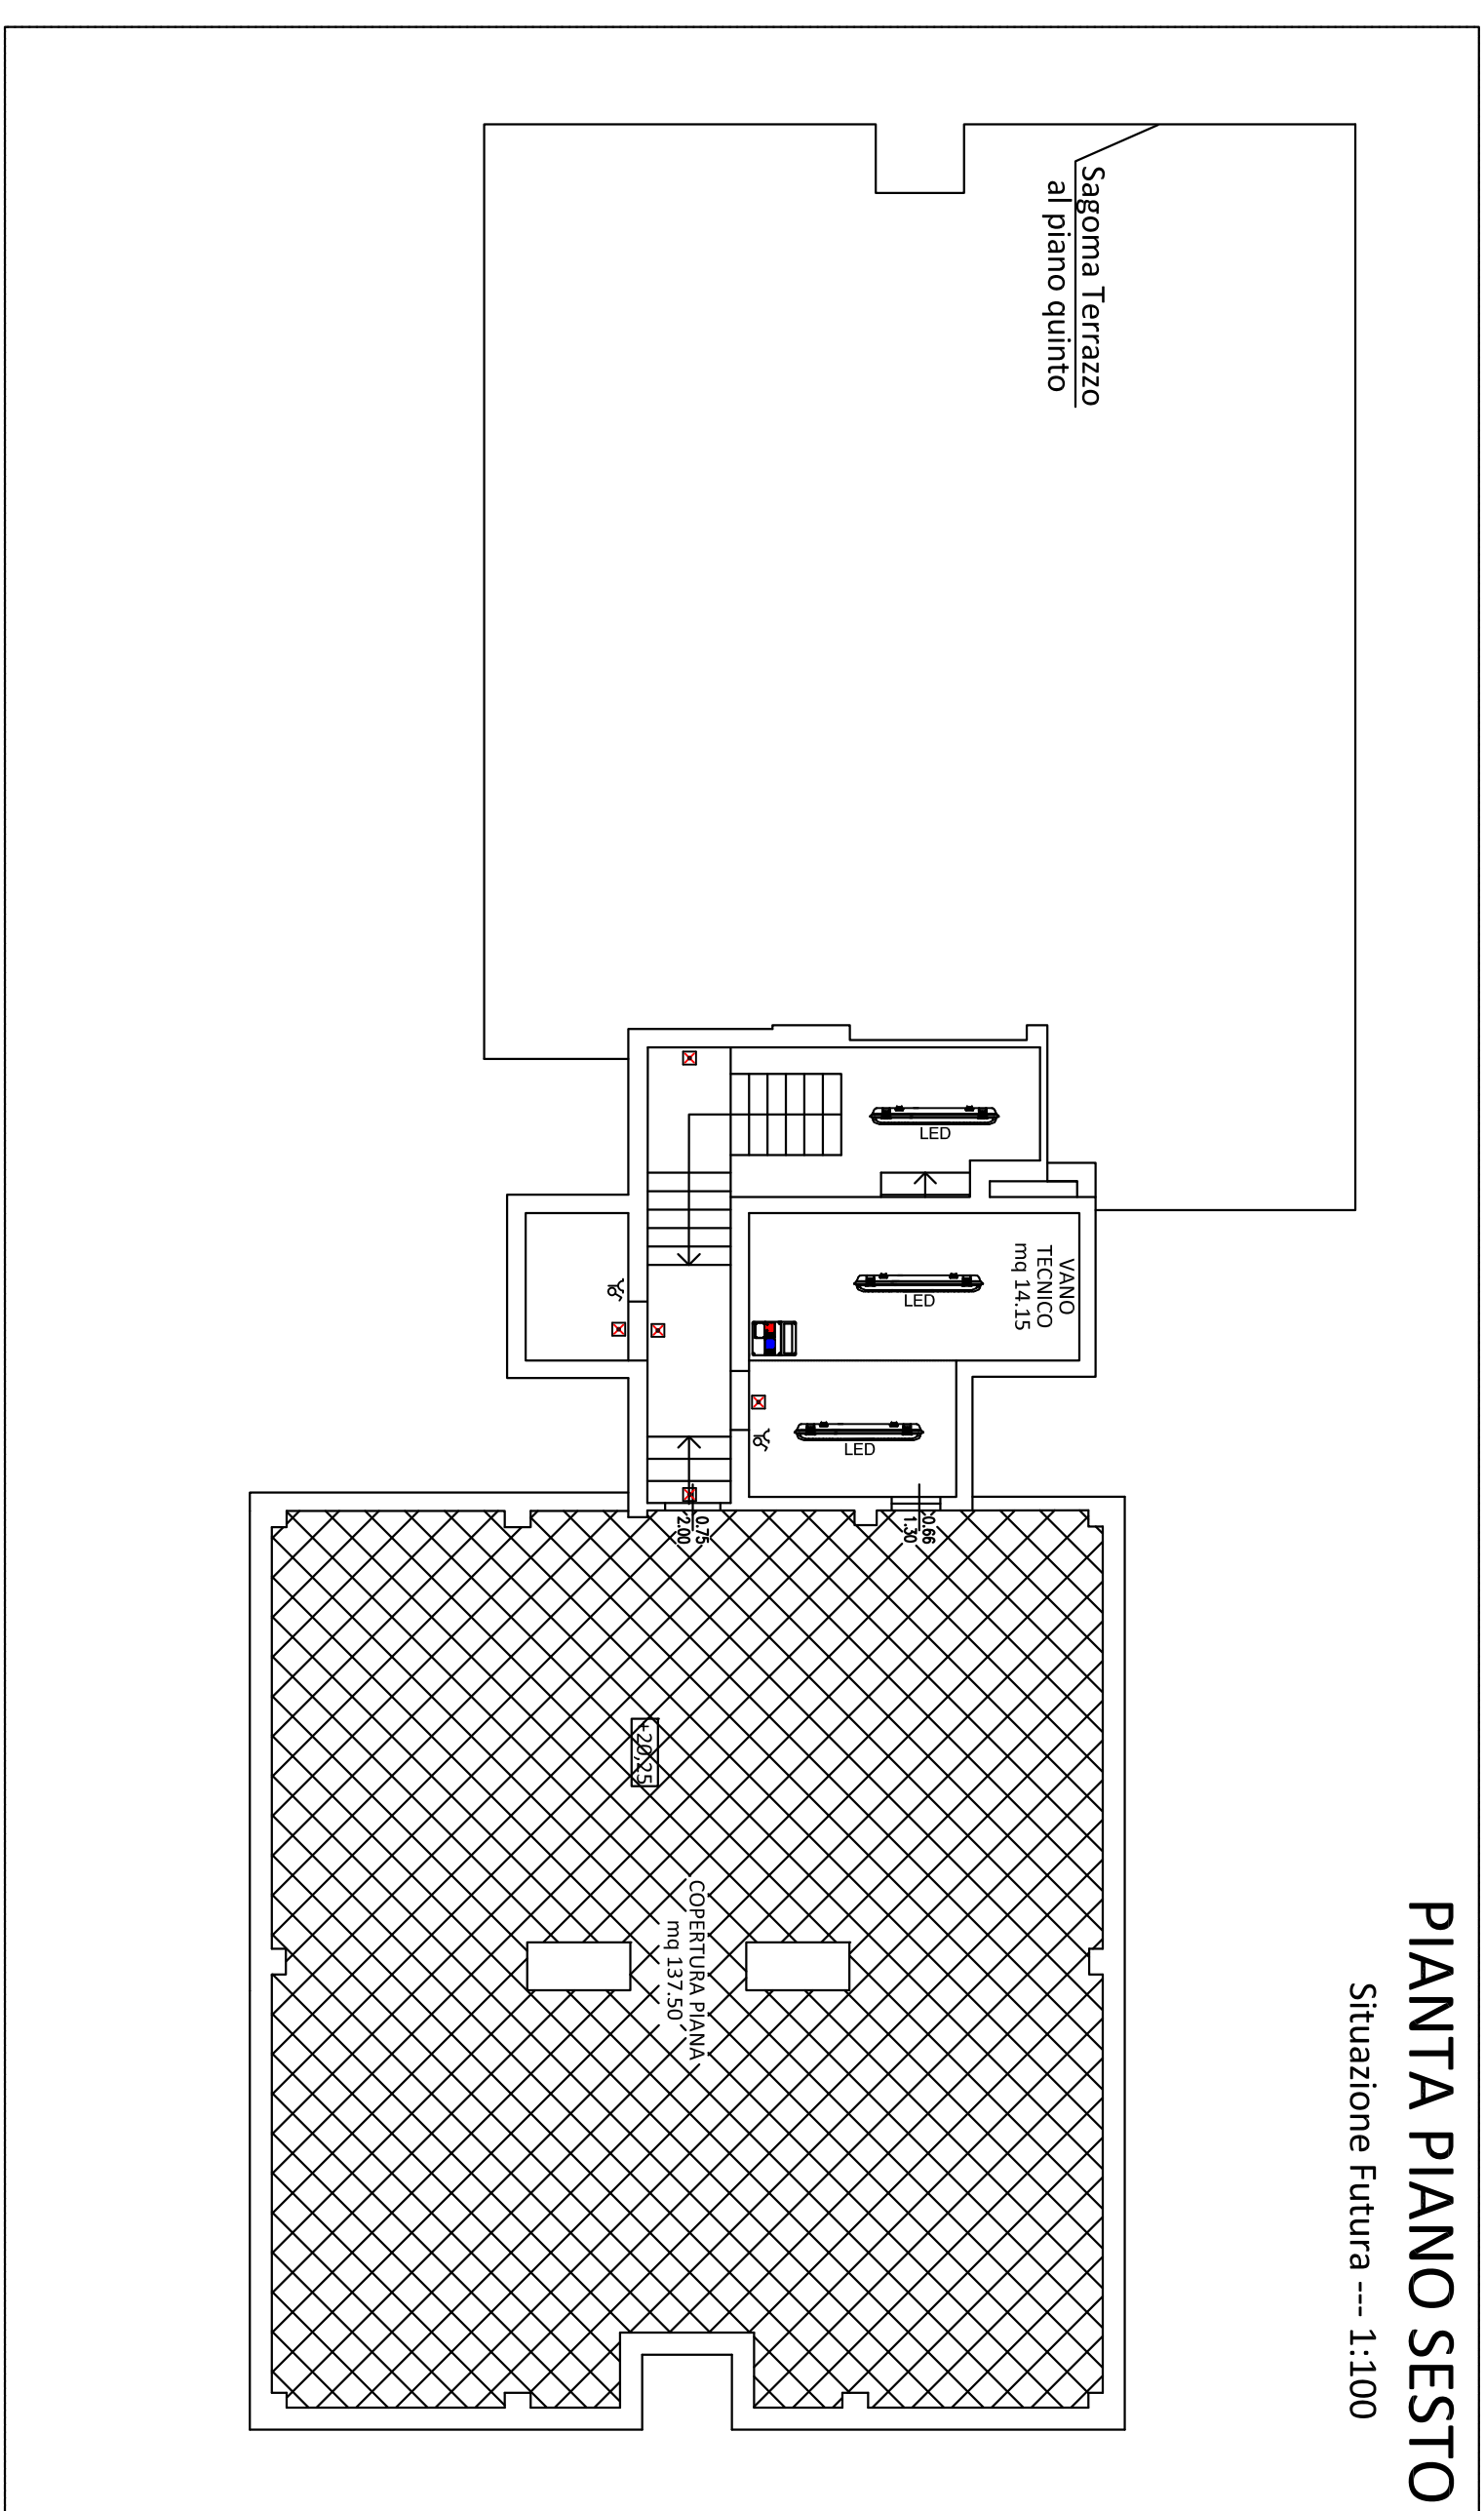 PIANTA PIANO SESTO
Situazione Futura --- 1:100
Sagoma Terrazzo
al piano quinto
LED
VANO
TECNICO
mq 14.15
LED
LED
0.66
1.30
0.75
2.00
+20,25
COPERTURA PIANA
mq 137.50